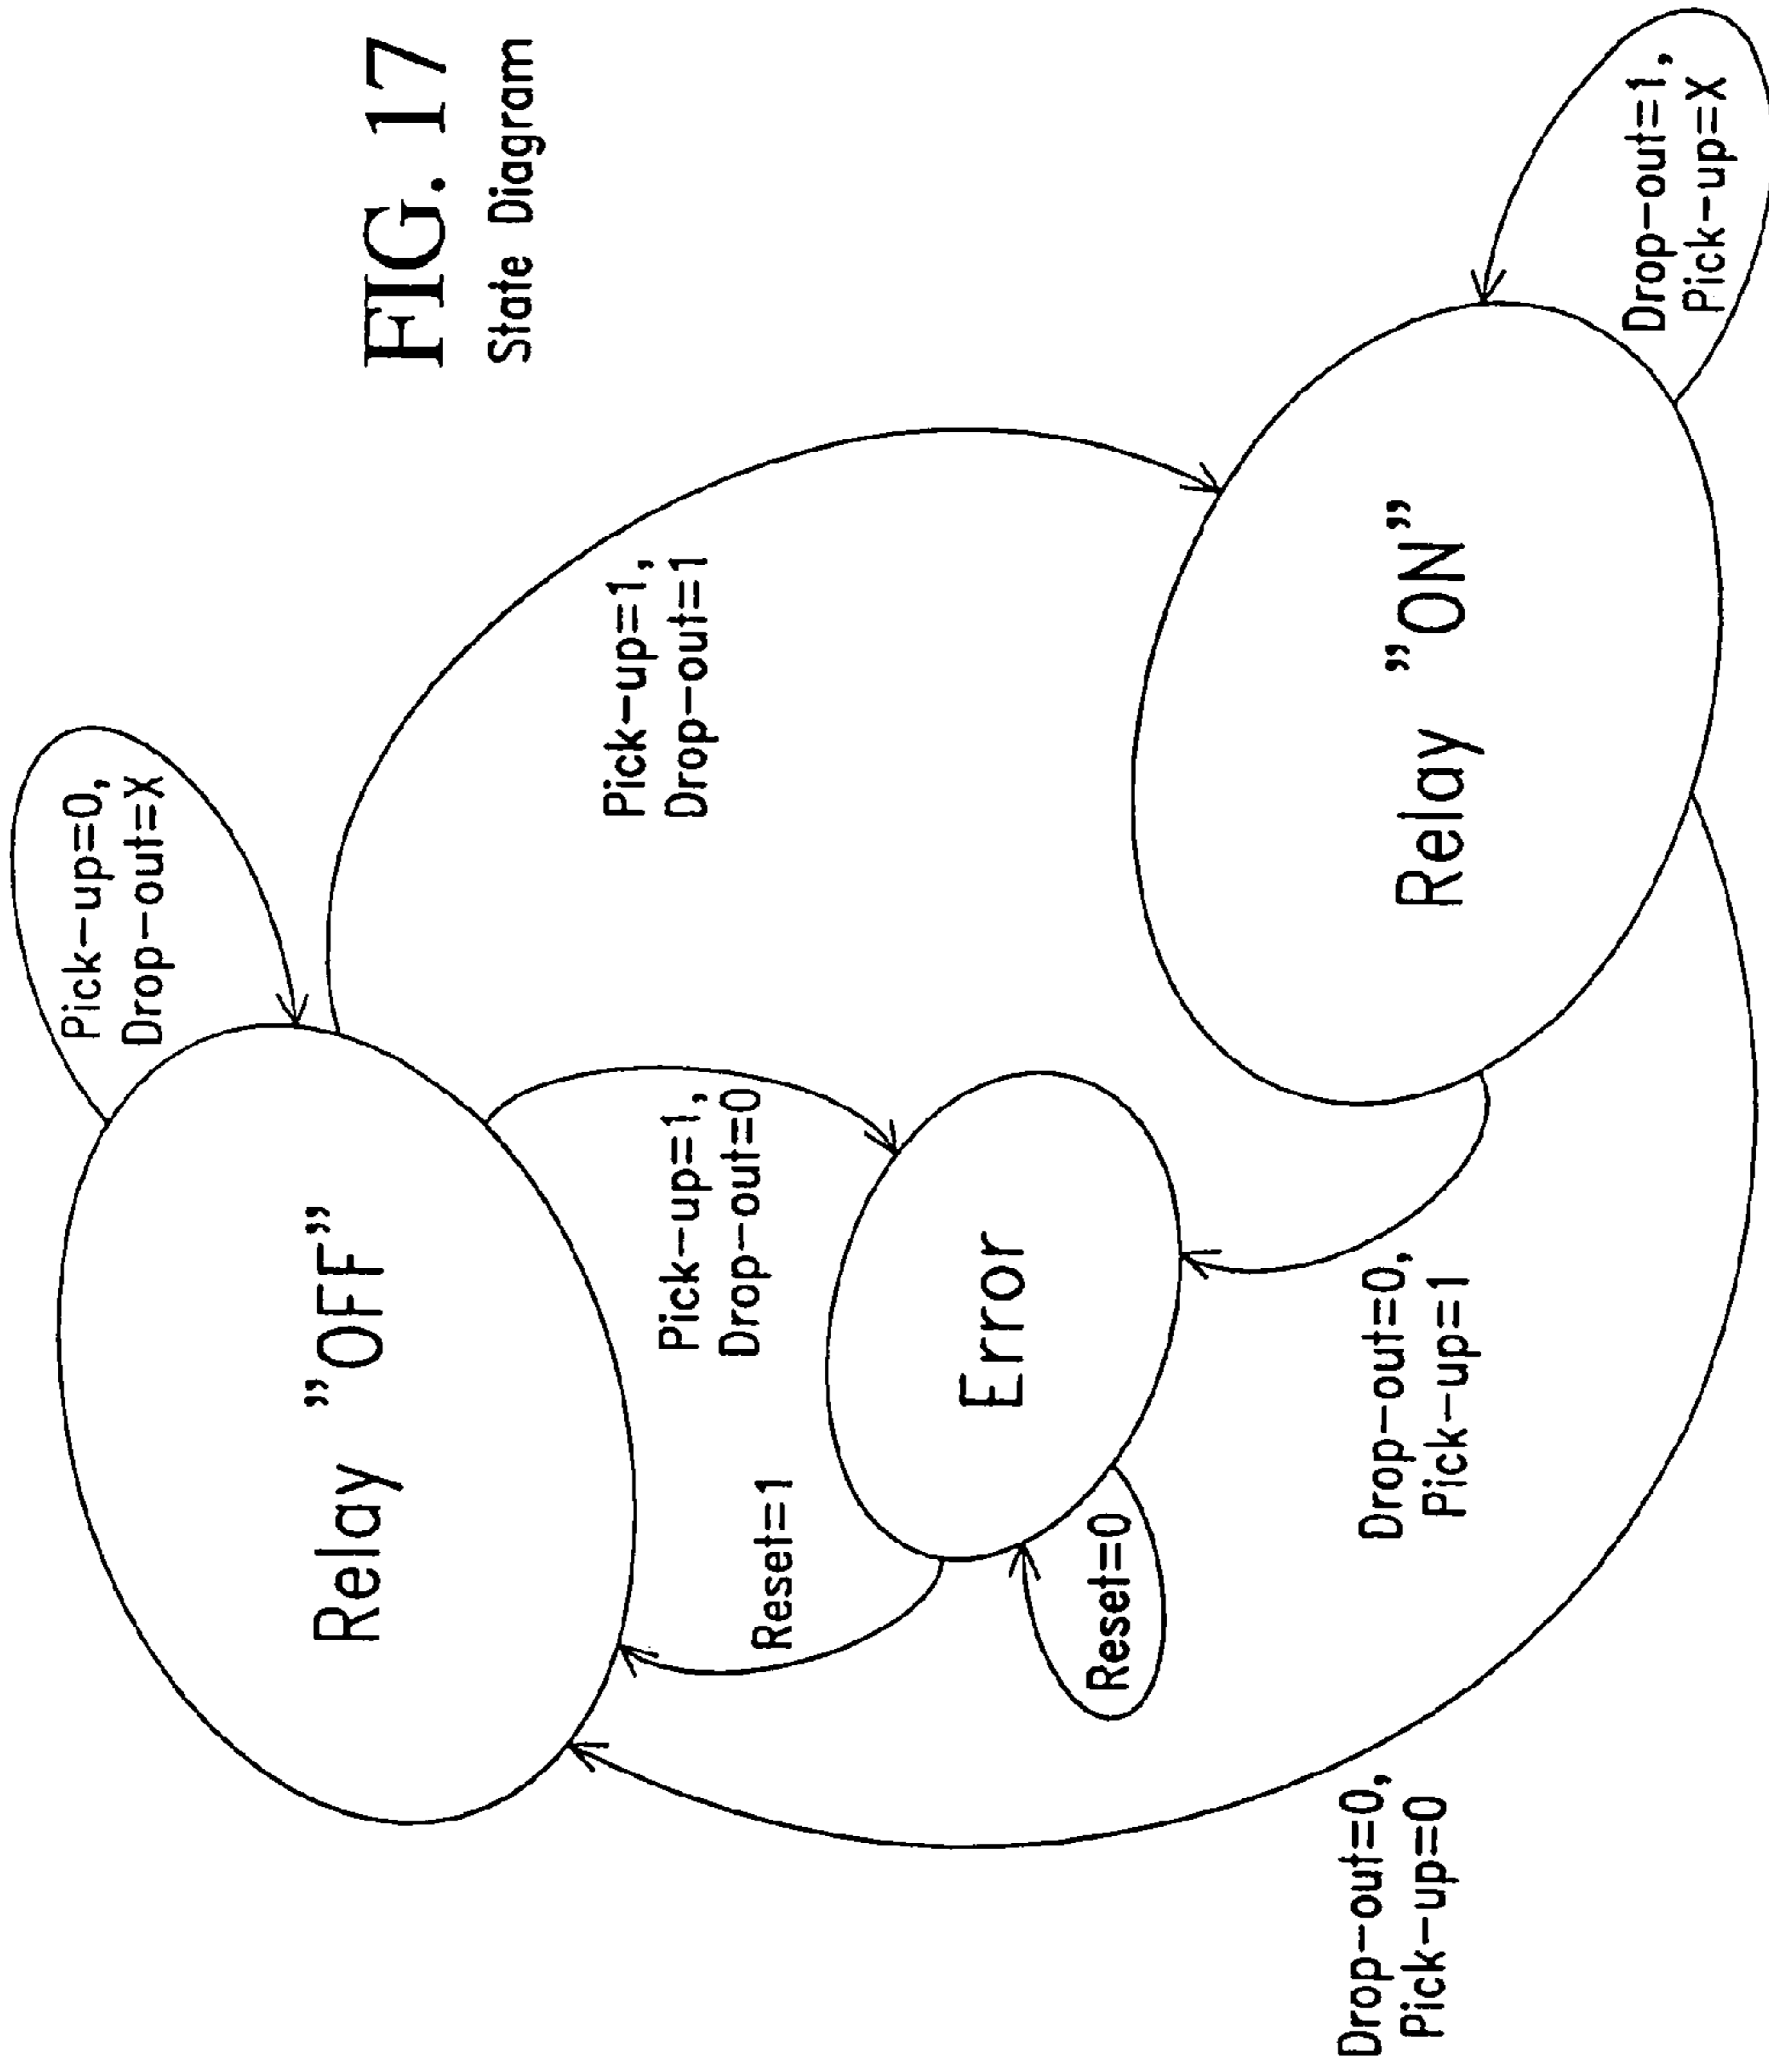 FIG. 17
State Diagram
Pick-up=0,
Drop-out=X
Relay "OFF"
Pick-up=1,
Drop-out=1
Pick-up=1,
Drop-out=0
Reset=1
Error
Reset=0
Relay ”ON”
Drop-out=1,
Pick-up=X
Drop-out=0,
Pick-up=1
Drop-out=0,
Pick-up=0